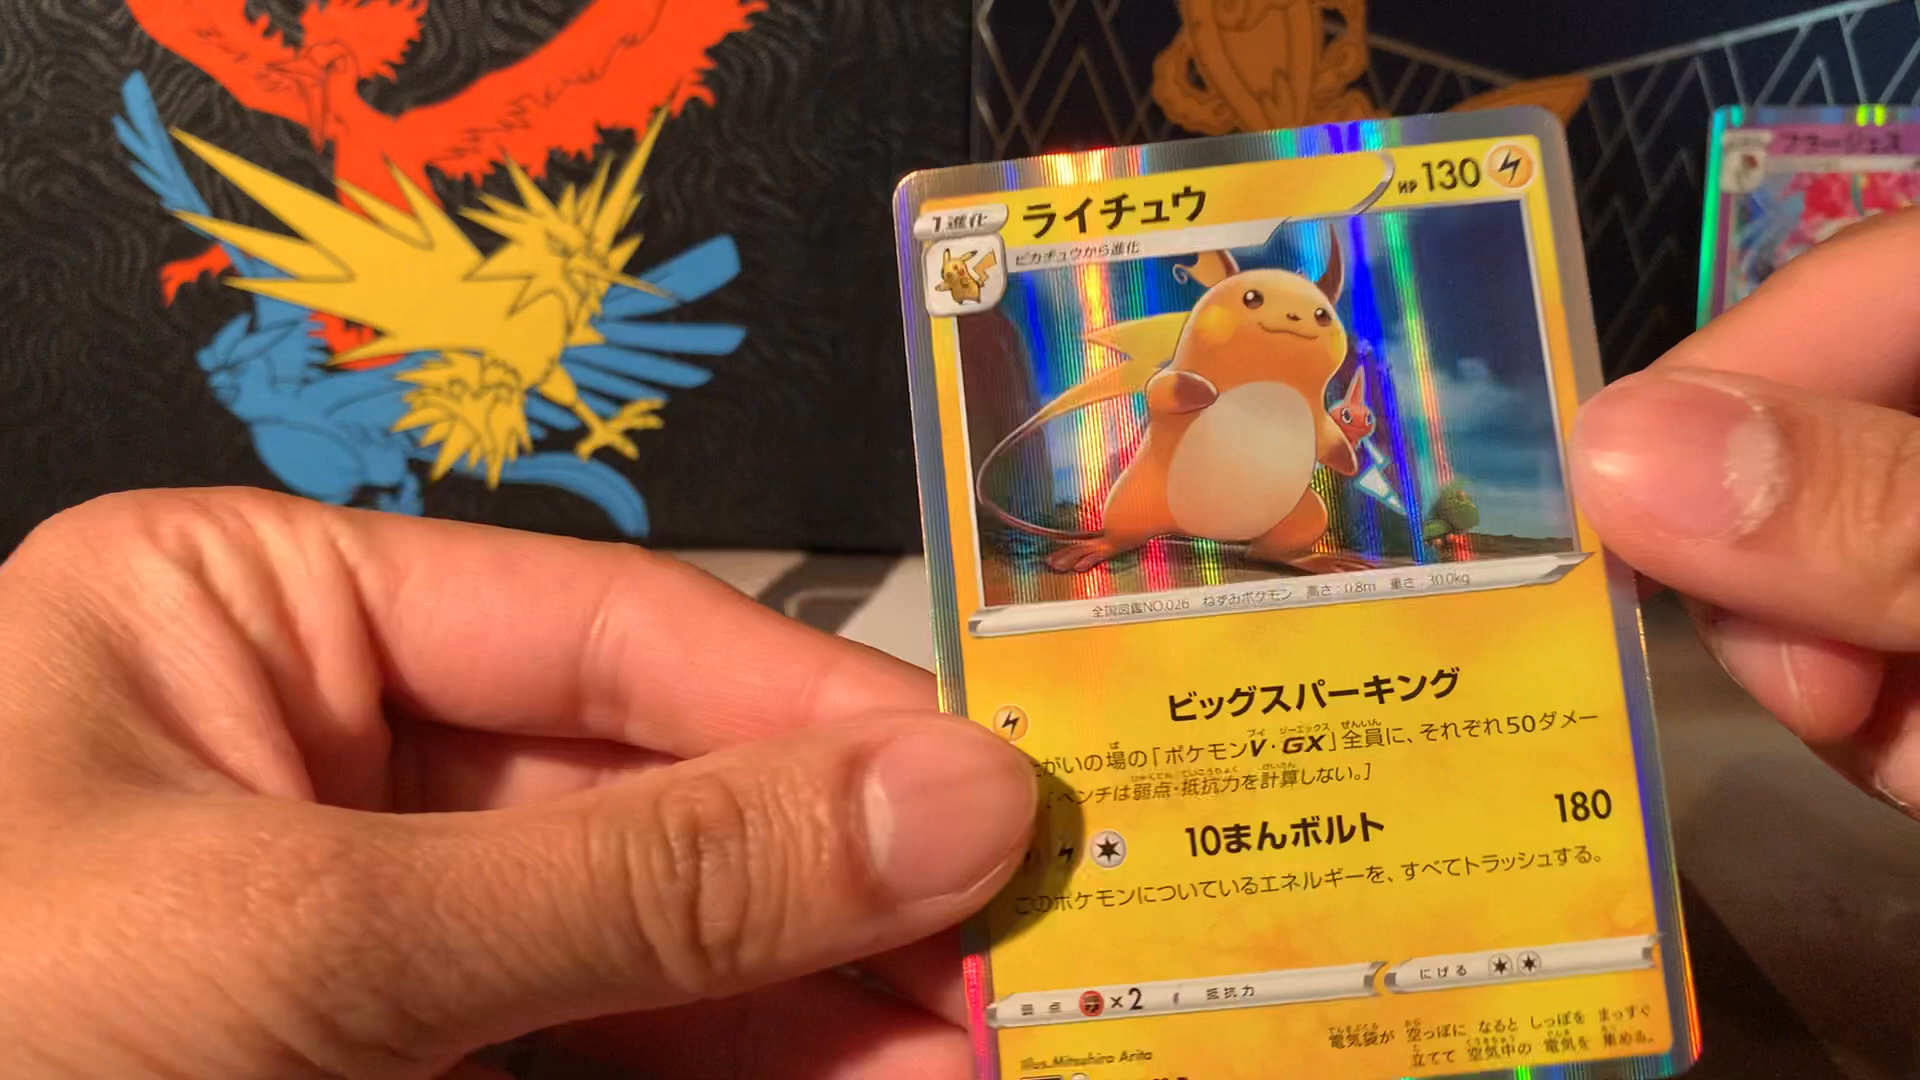 フラージェス
1進化
ライチュウ
HP 130
ピカチュウから進化
全国図鑑NO.026 ねずみポケモン 高さ:0.8m 重さ:30.0kg
ビッグスパーキング
がいの場の「ポケモンV・GX」全員に、それぞれ50ダメー
[ベンチは弱点・抵抗力を計算しない。]
10まんボルト 180
このポケモンについているエネルギーを、すべてトラッシュする。
弱点 ×2 抵抗力 にげる
Illus. Mitsuhiro Arita
電気袋が 空っぽに なると しっぽを まっすぐ
立てて 空気中の 電気を 集める。